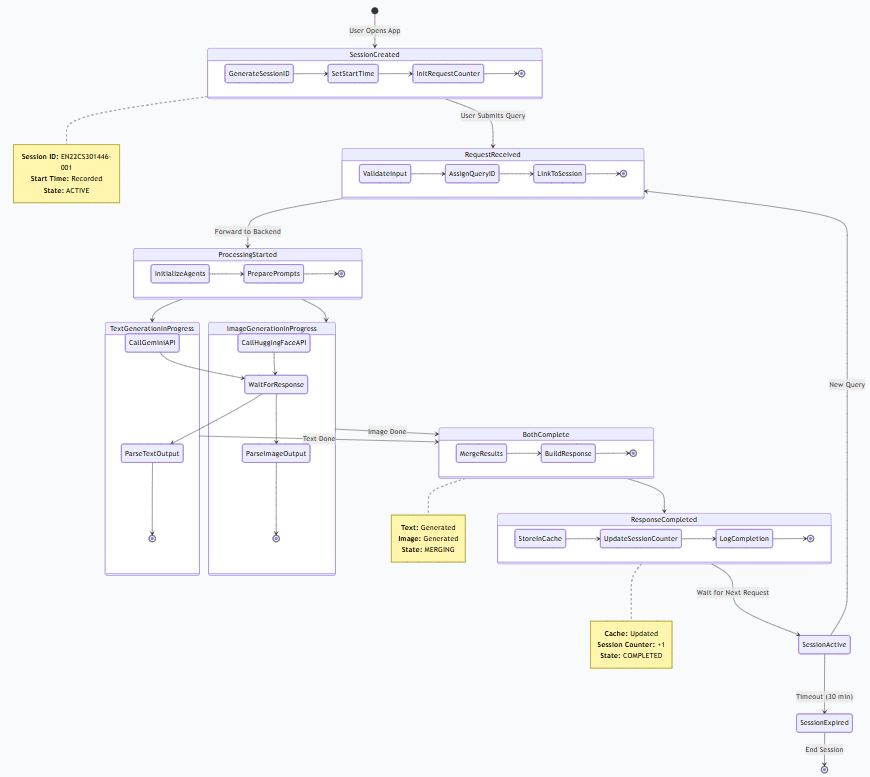 User Opens App
SessionCreated
GenerateSessionID
SetStartTime
InitRequestCounter
User Submits Query
Session ID: EN22CS301446-
001
Start Time: Recorded
State: ACTIVE
RequestReceived
ValidateInput
AssignQueryID
LinkToSession
Forward to Backend
ProcessingStarted
InitializeAgents
PreparePrompts
TextGenerationInProgress
CallGeminiAPI
ImageGenerationInProgress
CallHuggingFaceAPI
WaitForResponse
ParseTextOutput
ParseImageOutput
Image Done
Text Done
New Query
BothComplete
MergeResults
BuildResponse
Text: Generated
Image: Generated
State: MERGING
ResponseCompleted
StoreInCache
UpdateSessionCounter
LogCompletion
Wait for Next Request
Cache: Updated
Session Counter: +1
State: COMPLETED
SessionActive
Timeout (30 min)
SessionExpired
End Session